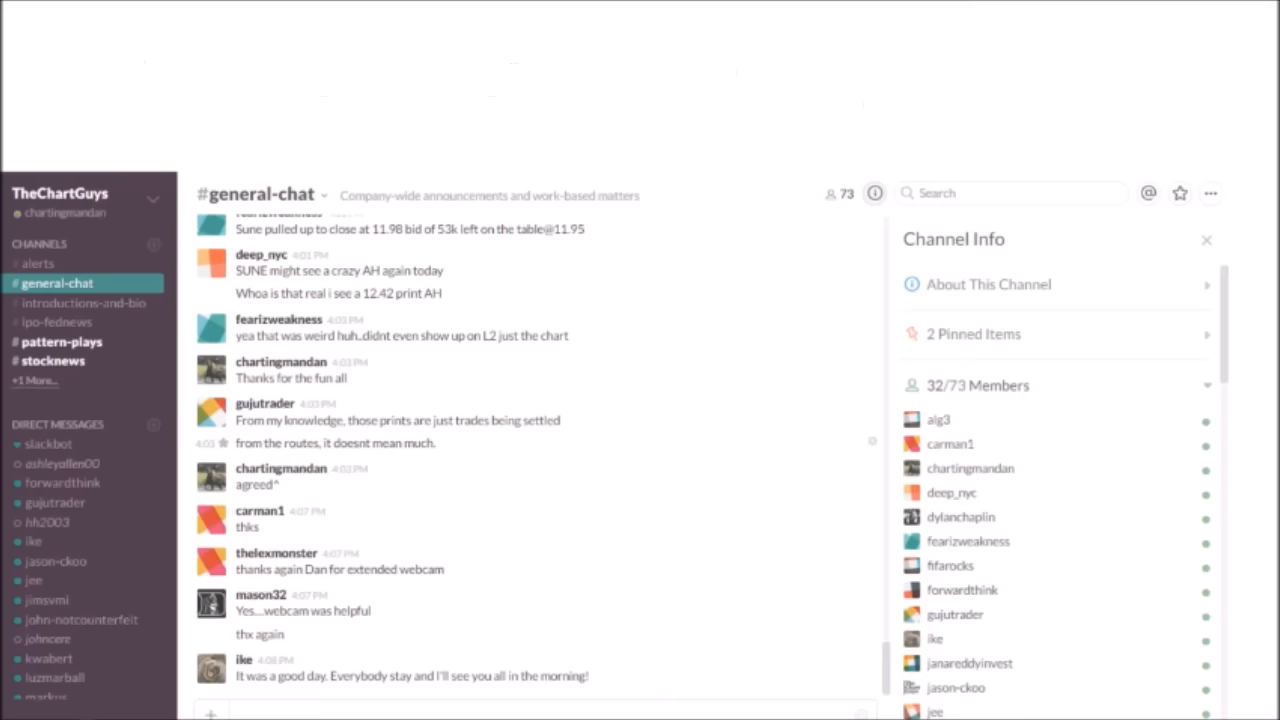 TheChartGuys
chartingmandan
CHANNELS
# alerts
# general-chat
# introductions-and-bio
# ipo-fednews
# pattern-plays
# stocknews
+1 More...
DIRECT MESSAGES
slackbot
ashleyallen00
forwardthink
gujutrader
hh2003
ike
jason-ckoo
jee
jimsvmi
john-notcounterfeit
johncere
kwabert
luzmarball
markus
#general-chat
Company-wide announcements and work-based matters
73
Search
Sune pulled up to close at 11.98 bid of 53k left on the table@11.95
deep_nyc 4:01 PM
SUNE might see a crazy AH again today
Whoa is that real i see a 12.42 print AH
fearizweakness 4:03 PM
yea that was weird huh..didnt even show up on L2 just the chart
chartingmandan 4:03 PM
Thanks for the fun all
gujutrader 4:03 PM
From my knowledge, those prints are just trades being settled
4:03 from the routes, it doesnt mean much.
chartingmandan 4:03 PM
agreed^
carman1 4:07 PM
thks
thelexmonster 4:07 PM
thanks again Dan for extended webcam
mason32 4:07 PM
Yes....webcam was helpful
thx again
ike 4:08 PM
It was a good day. Everybody stay and I'll see you all in the morning!
Channel Info
About This Channel
2 Pinned Items
32/73 Members
alg3
carman1
chartingmandan
deep_nyc
dylanchaplin
fearizweakness
fifarocks
forwardthink
gujutrader
ike
janareddyinvest
jason-ckoo
jee